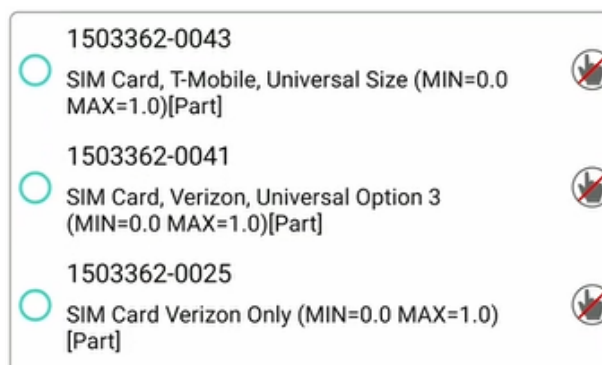 1503362-0043
SIM Card, T-Mobile, Universal Size (MIN=0.0
MAX=1.0)[Part]
1503362-0041
SIM Card, Verizon, Universal Option 3
(MIN=0.0 MAX=1.0)[Part]
1503362-0025
SIM Card Verizon Only (MIN=0.0 MAX=1.0)
[Part]